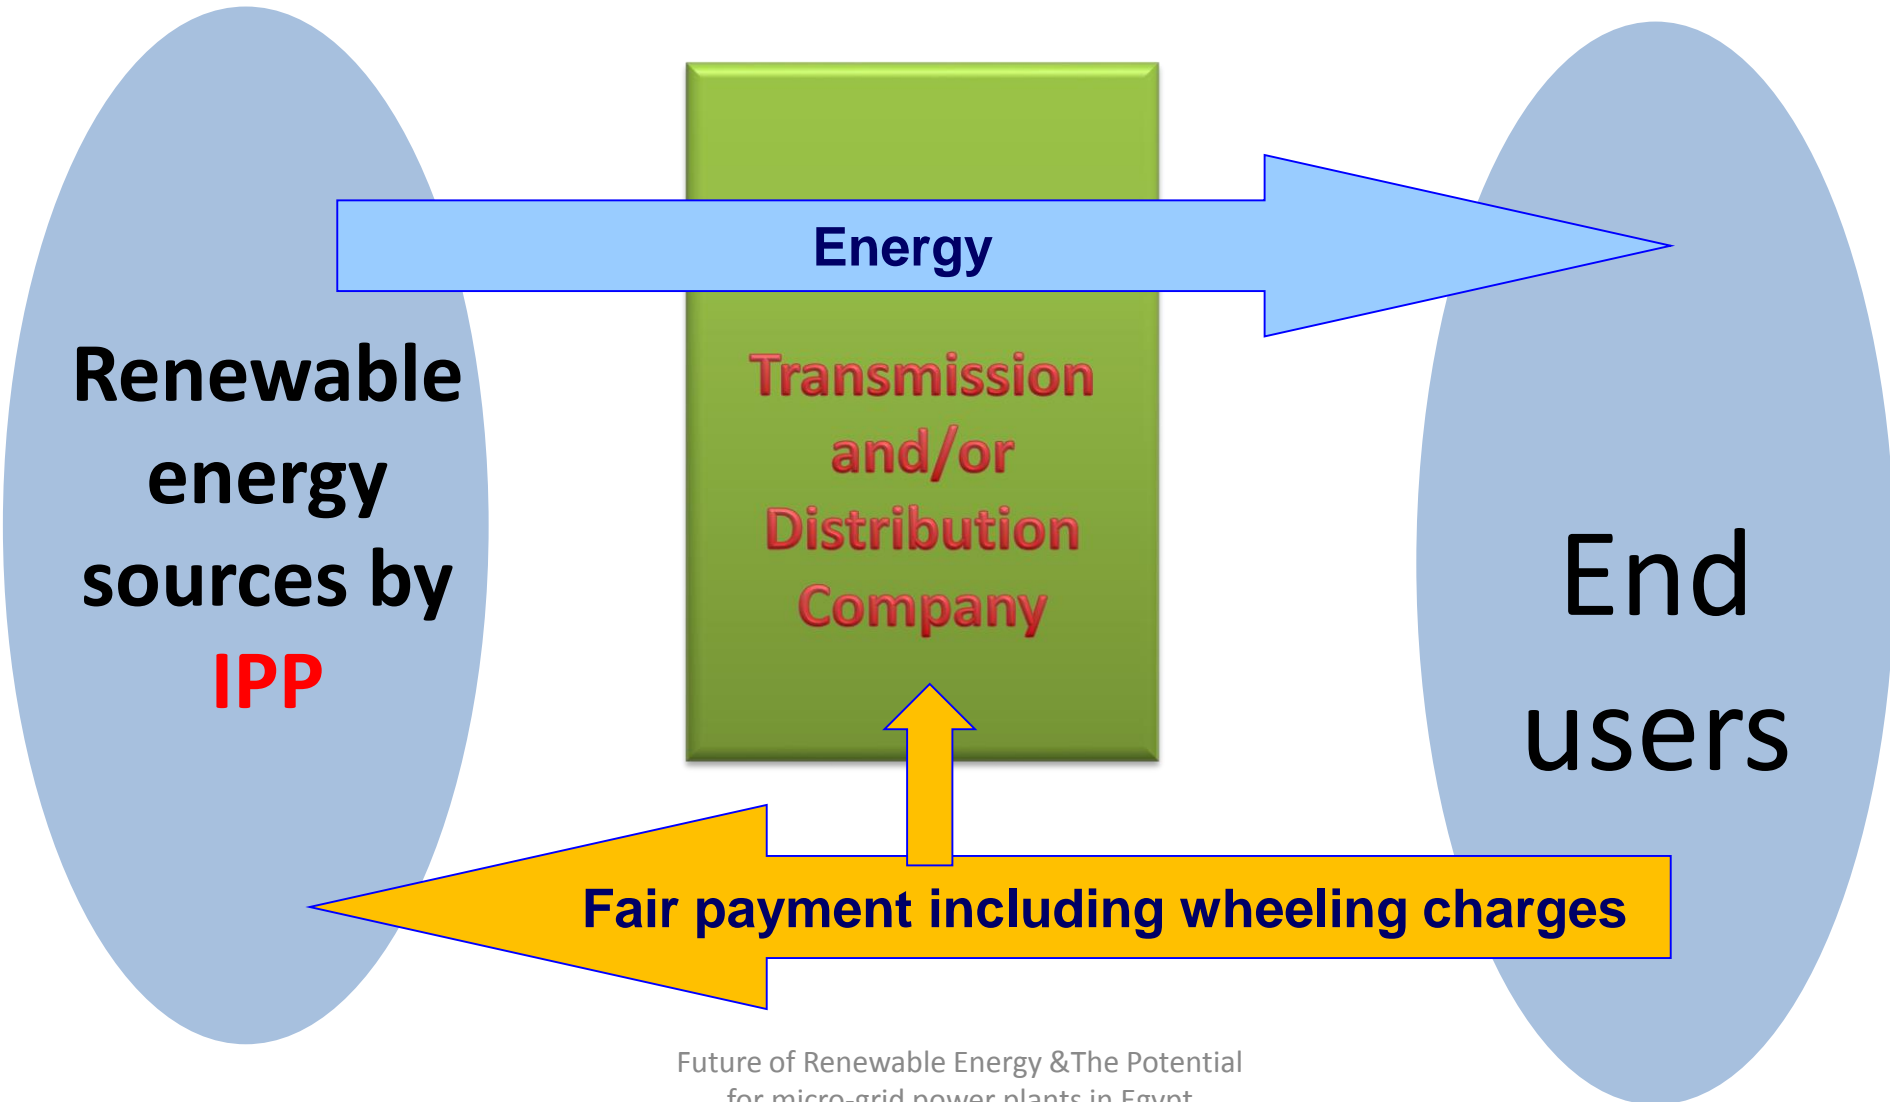 Energy
Renewable
energy
sources by
IPP
Transmission
and/or
Distribution
Company
End
users
Fair payment including wheeling charges
Future of Renewable Energy &The Potential
for micro-grid power plants in Egypt